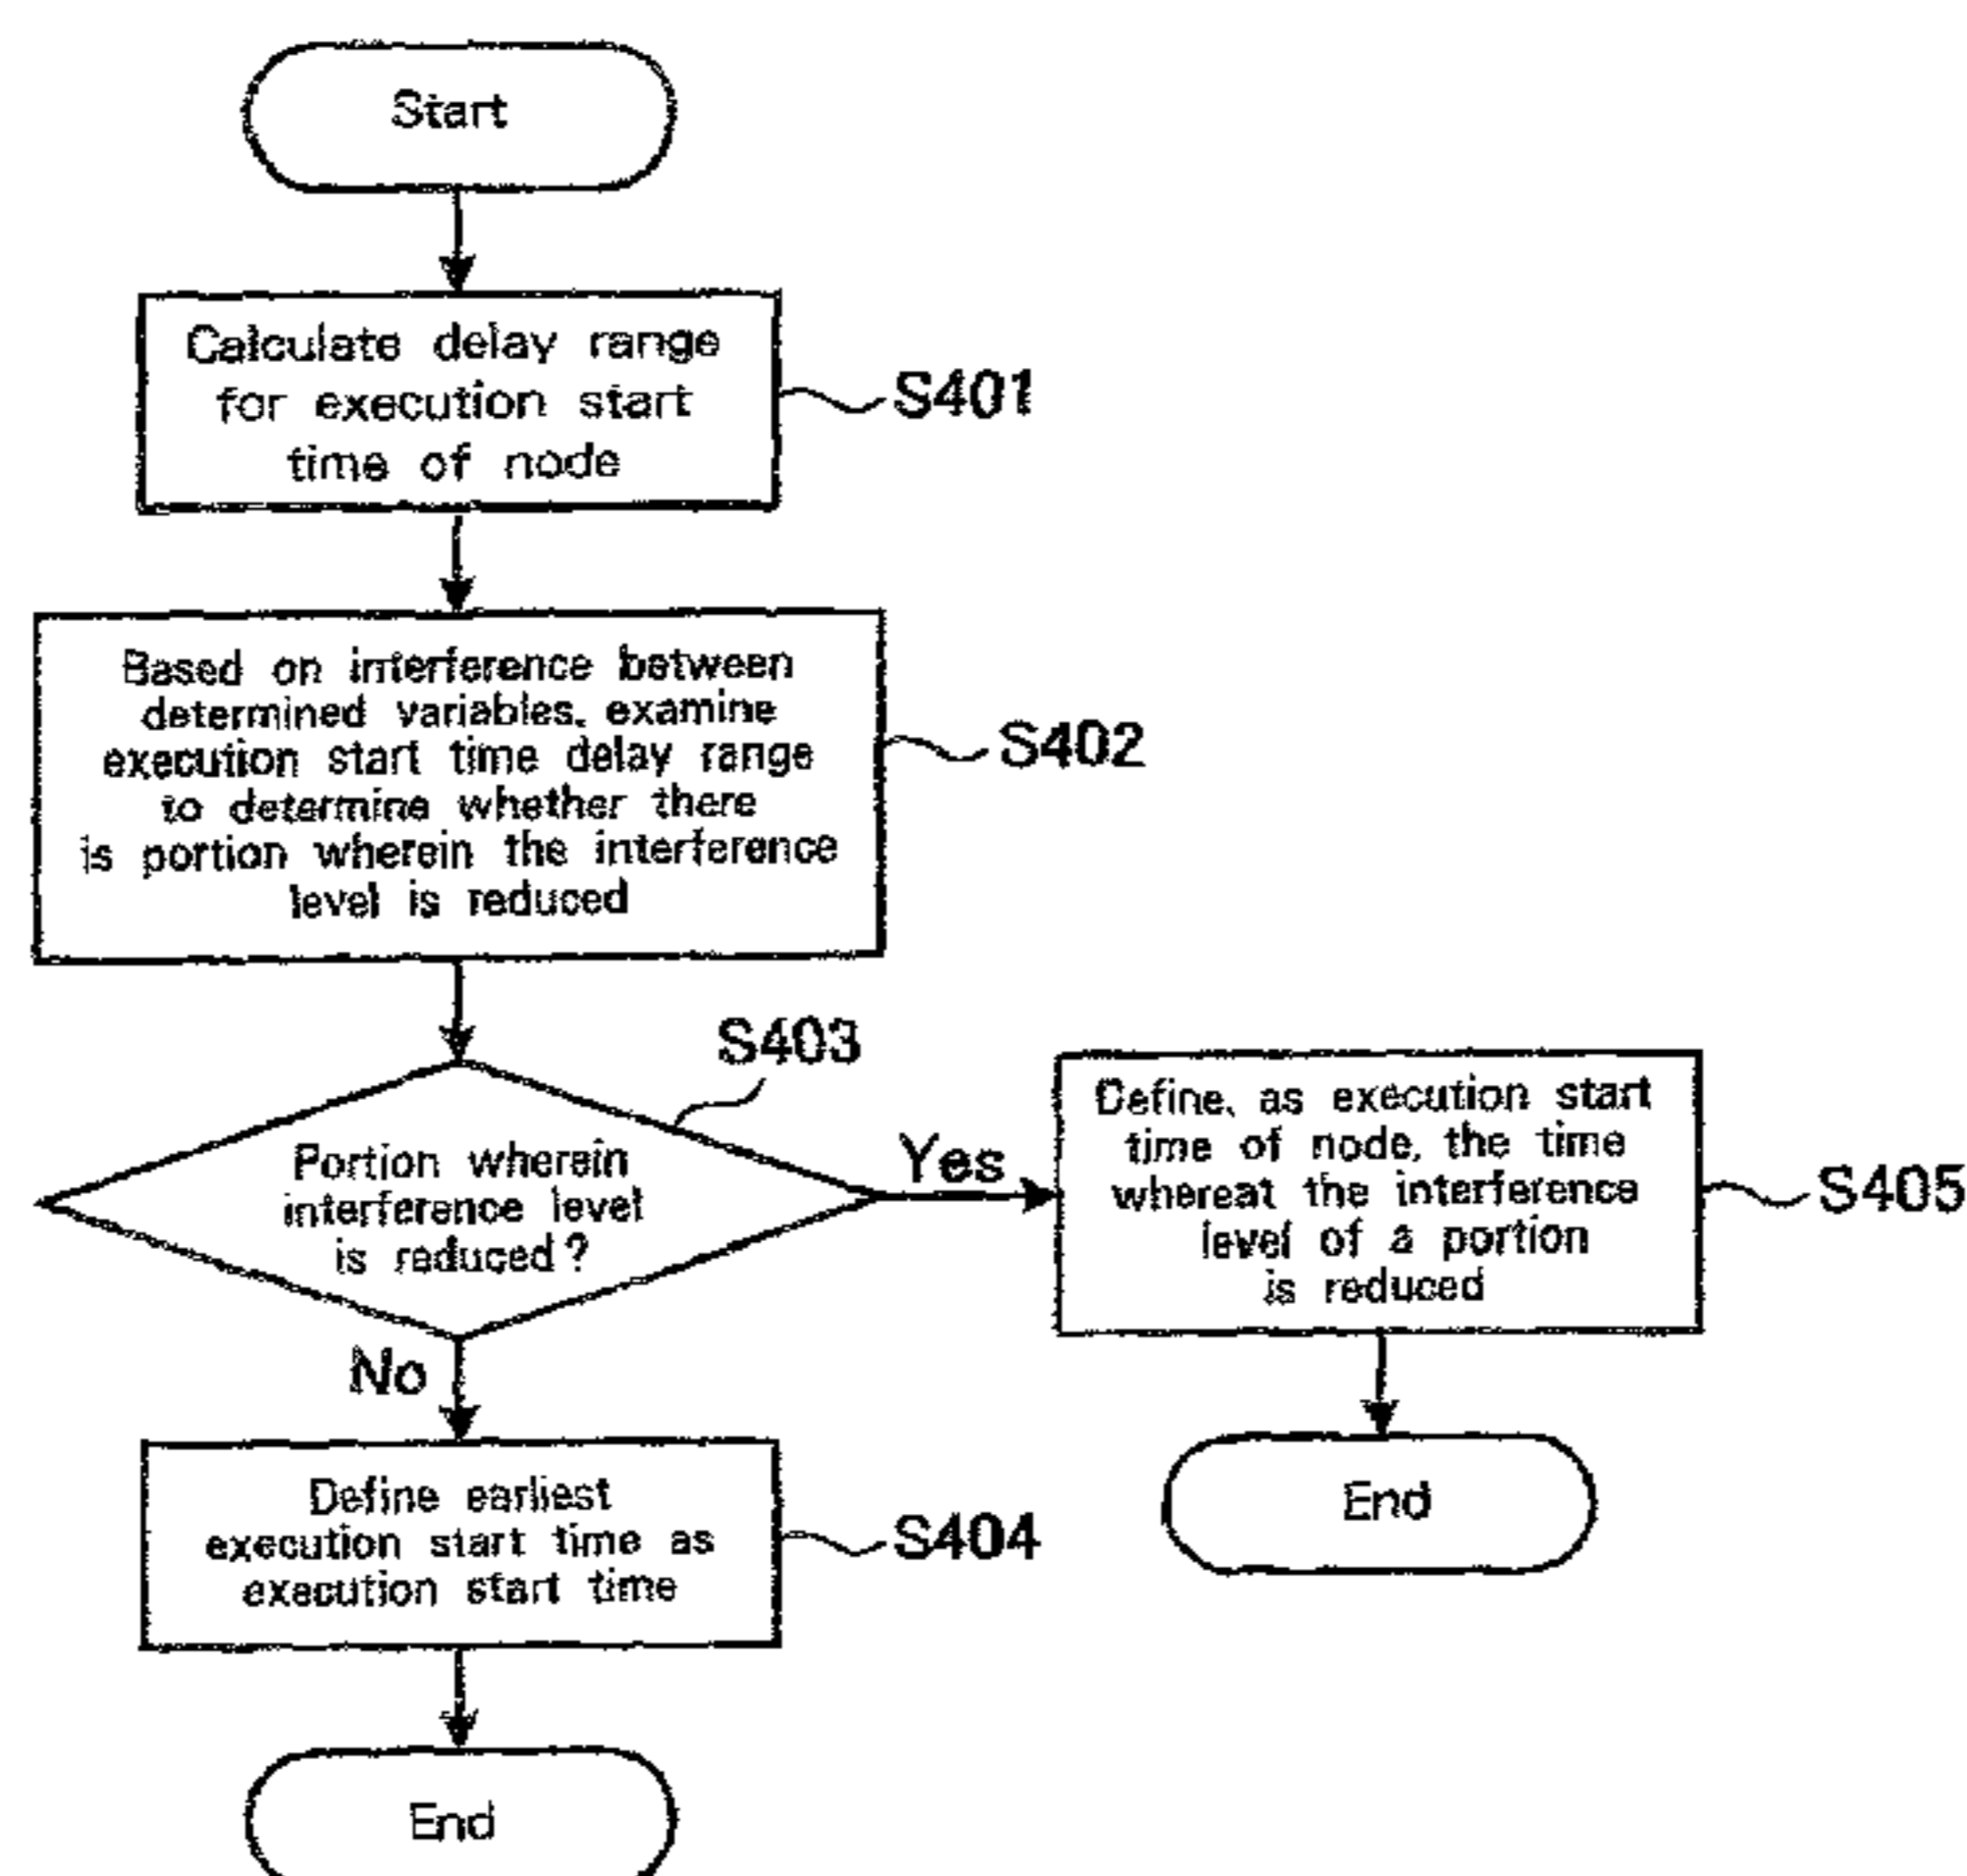 Start
Calculate delay range
for execution start
time of node
S401
Based on interference between
determined variables, examine
execution start time delay range
to determine whether there
is portion wherein the interference
level is reduced
S402
S403
Portion wherein
interference level
is reduced?
Yes
Define, as execution start
time of node, the time
whereat the interference
level of a portion
is reduced
S405
No
End
Define earliest
execution start time as
execution start time
S404
End